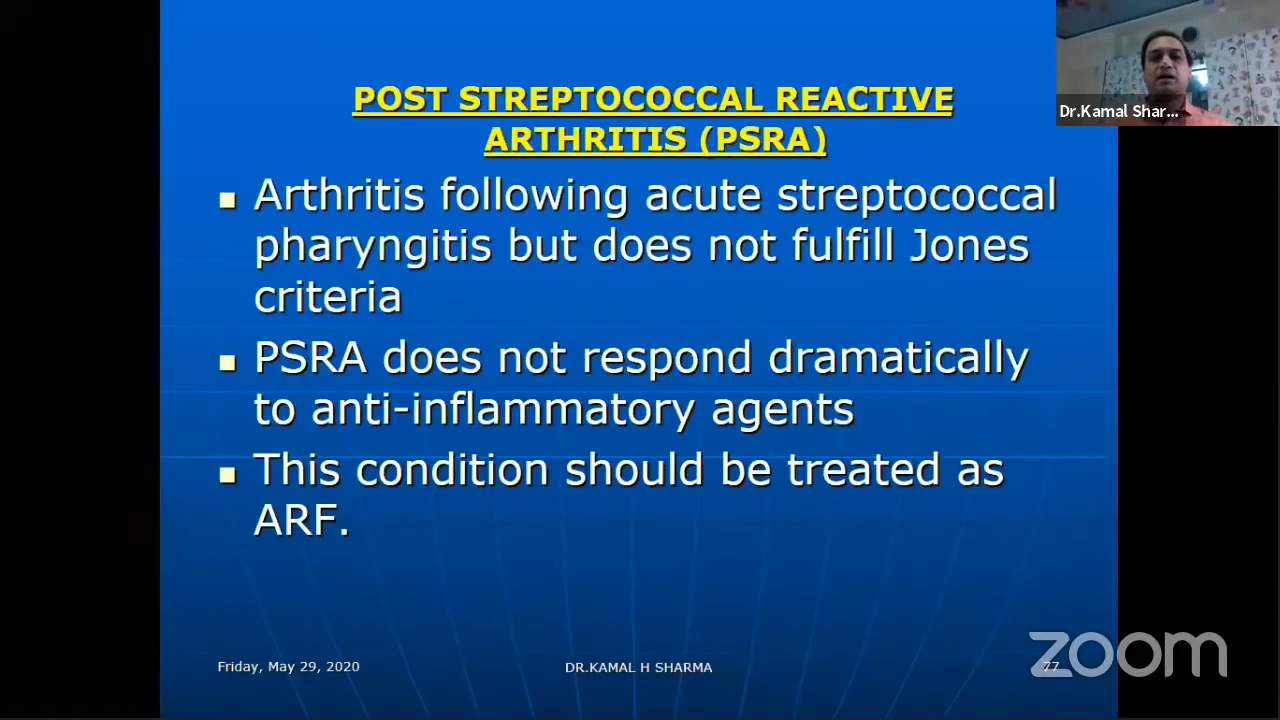 POST STREPTOCOCCAL REACTIVE
ARTHRITIS (PSRA)
Dr.Kamal Shar...
Arthritis following acute streptococcal
pharyngitis but does not fulfill Jones
criteria
PSRA does not respond dramatically
to anti-inflammatory agents
This condition should be treated as
ARF.
Friday, May 29, 2020
DR.KAMAL H SHARMA
77
zoom